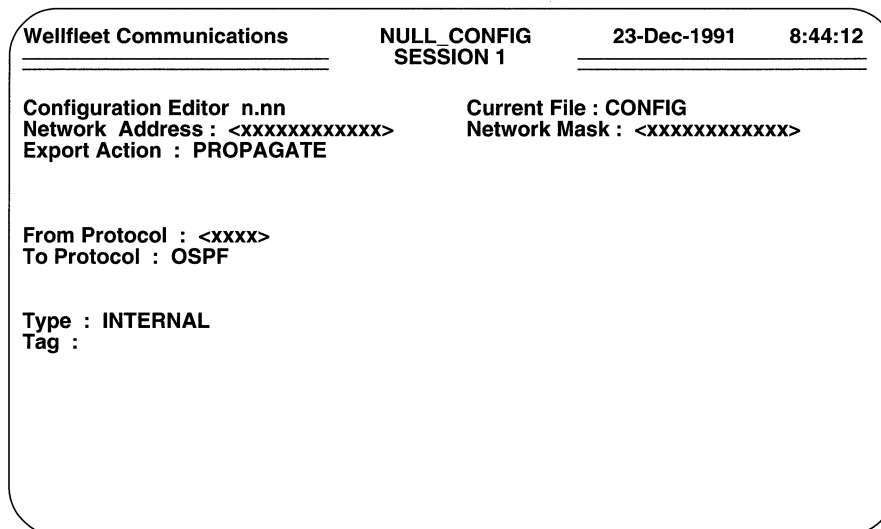 Wellfleet Communications NULL_CONFIG 23-Dec-1991 8:44:12
SESSION 1
Configuration Editor n.nn Current File : CONFIG
Network Address : <xxxxxxxxxxxx> Network Mask : <xxxxxxxxxxxx>
Export Action : PROPAGATE
From Protocol : <xxxx>
To Protocol : OSPF
Type : INTERNAL
Tag :